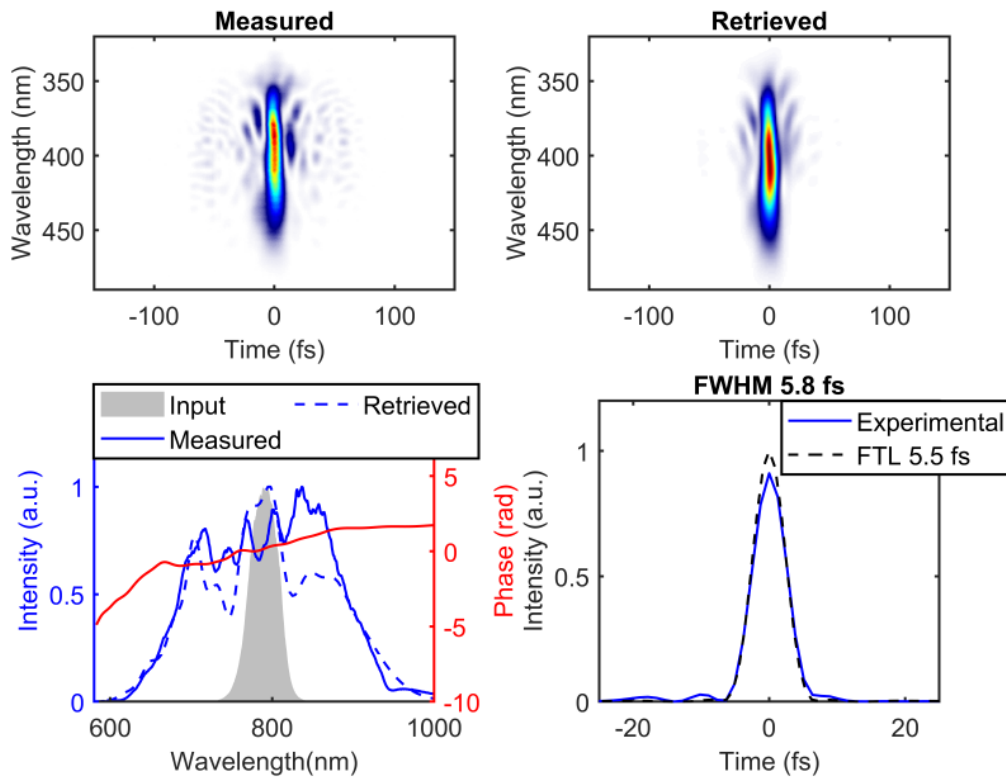 Measured
Wavelength (nm)
350
400
450
-100
0
100
Time (fs)
Retrieved
Wavelength (nm)
350
400
450
-100
0
100
Time (fs)
Input
Retrieved
Measured
Intensity (a.u.)
1
0.5
0
600
800
1000
Wavelength(nm)
5
0
-5
-10
Phase (rad)
FWHM 5.8 fs
Experimental
FTL 5.5 fs
Intensity (a.u.)
1
0.5
0
-20
0
20
Time (fs)